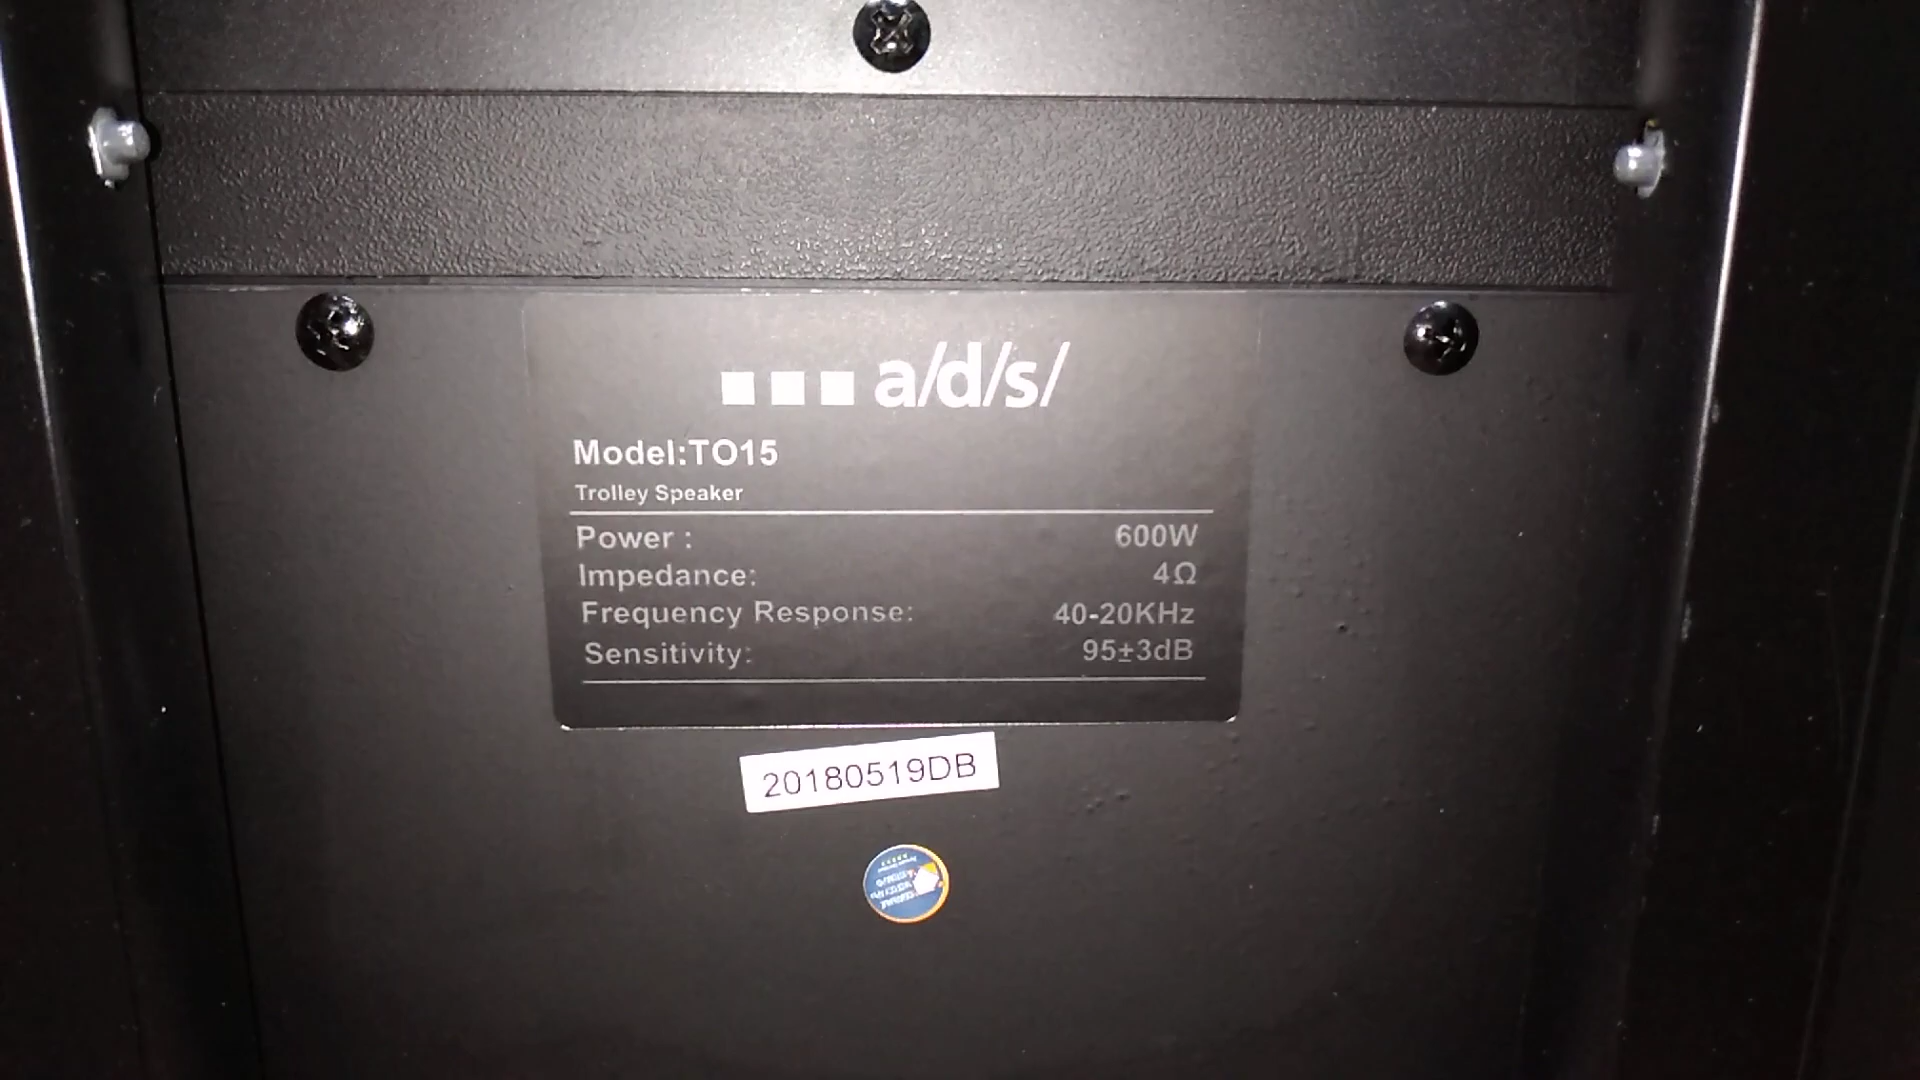 a/d/s/
Model:TO15
Trolley Speaker
Power : 600W
Impedance: 4Ω
Frequency Response: 40-20KHz
Sensitivity: 95±3dB
20180519DB